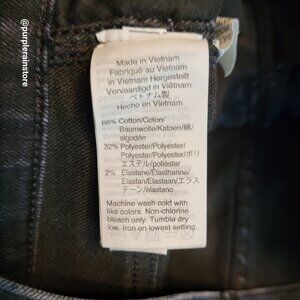 @purplerainstore
Made in Vietnam
Fabriqué au Vietnam
In Vietnam Hergestellt
Vervaardigd in Viêtnam
ベトナム製
Hecho en Vietnam
66% Cotton/Coton/
Baumwolle/Katoen/綿/
algodón
32% Polyester/Polyester/
Polyester/Polyester/ポリ
エステル/poliéster
2% Elastane/Elasthanne/
Elastan/Elastaan/エラス
テーン/elastano
Machine wash cold with
like colors. Non-chlorine
bleach only. Tumble dry
low. Iron on lowest setting.